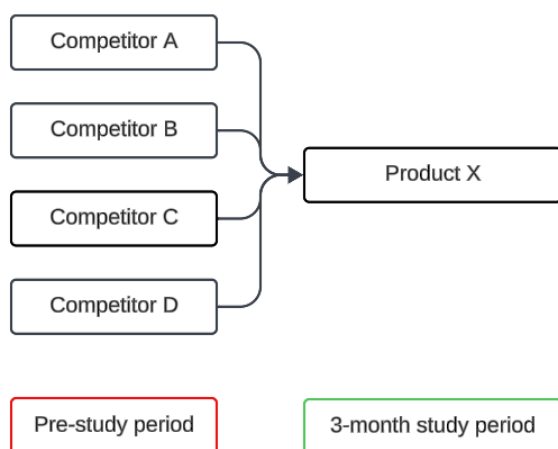 Competitor A
Competitor B
Product X
Competitor C
Competitor D
Pre-study period
3-month study period